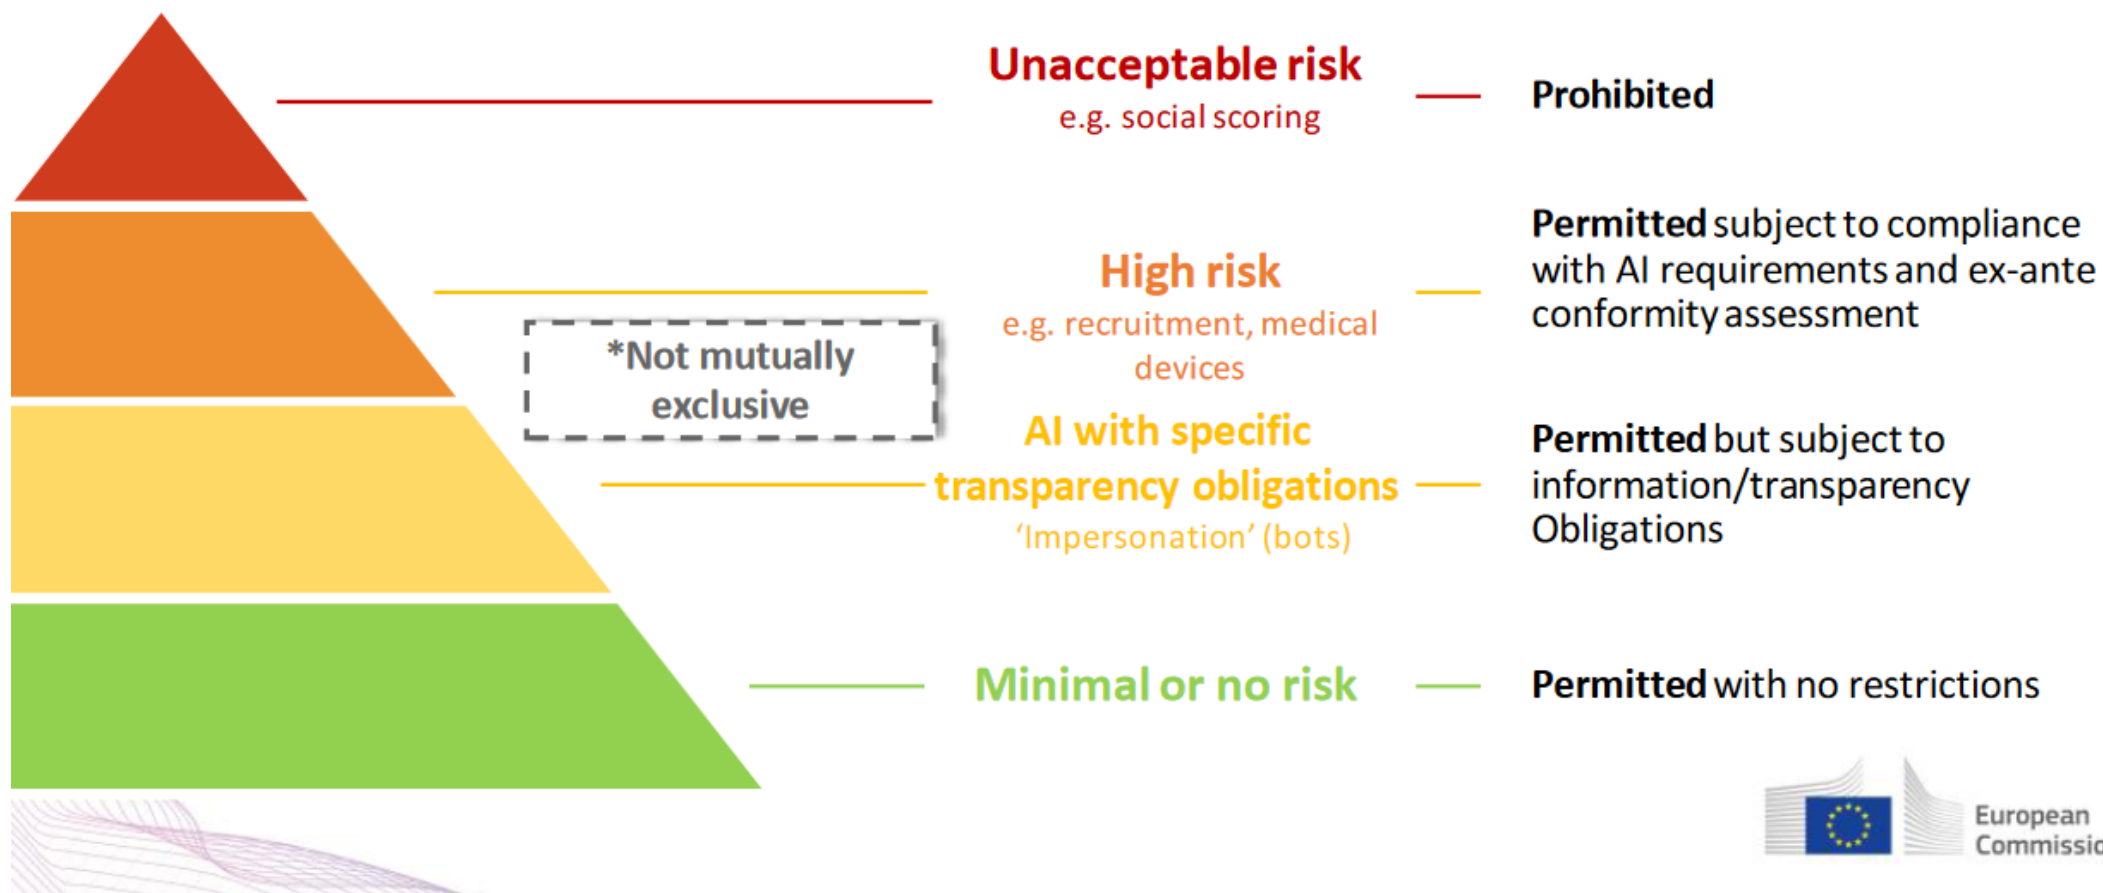 Unacceptable risk
e.g. social scoring
Prohibited
High risk
e.g. recruitment, medical
devices
Permitted subject to compliance
with AI requirements and ex-ante
conformity assessment
*Not mutually
exclusive
AI with specific
transparency obligations
‘Impersonation’ (bots)
Permitted but subject to
information/transparency
Obligations
Minimal or no risk
Permitted with no restrictions
European
Commissio